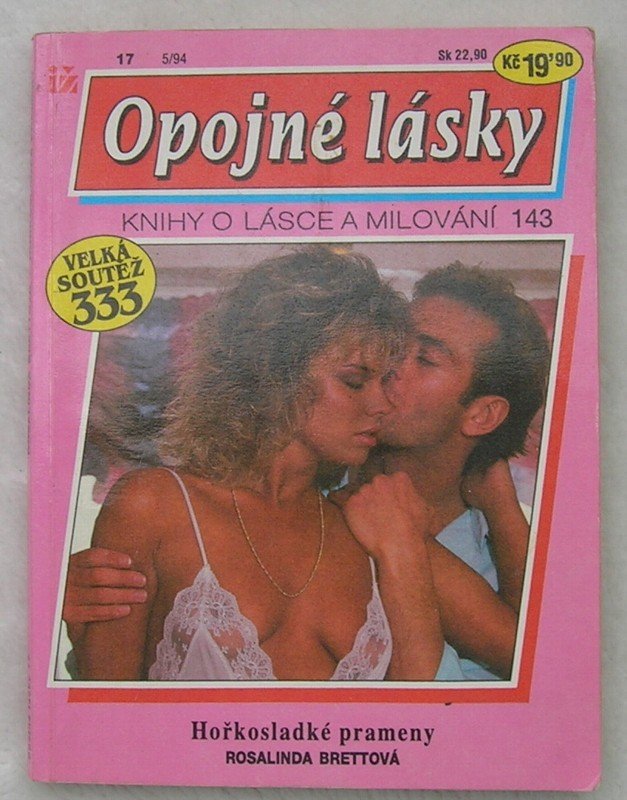 17 5/94 Sk 22,90
Kč 19'90
iž
Opojné lásky
KNIHY O LÁSCE A MILOVÁNÍ 143
VELKÁ
SOUTĚŽ
333
Hořkosladké prameny
ROSALINDA BRETTOVÁ